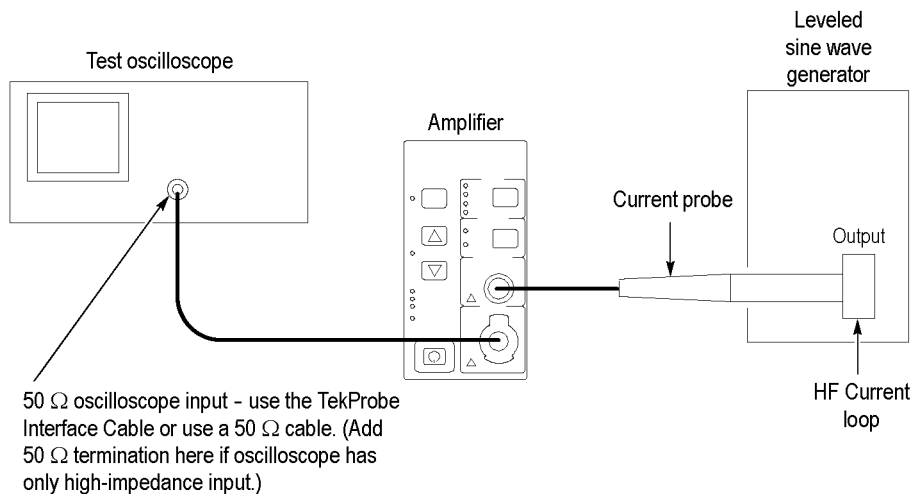 Leveled
sine wave
generator
Test oscilloscope
Amplifier
Current probe
Output
HF Current
loop
50 Ω oscilloscope input – use the TekProbe
Interface Cable or use a 50 Ω cable. (Add
50 Ω termination here if oscilloscope has
only high-impedance input.)